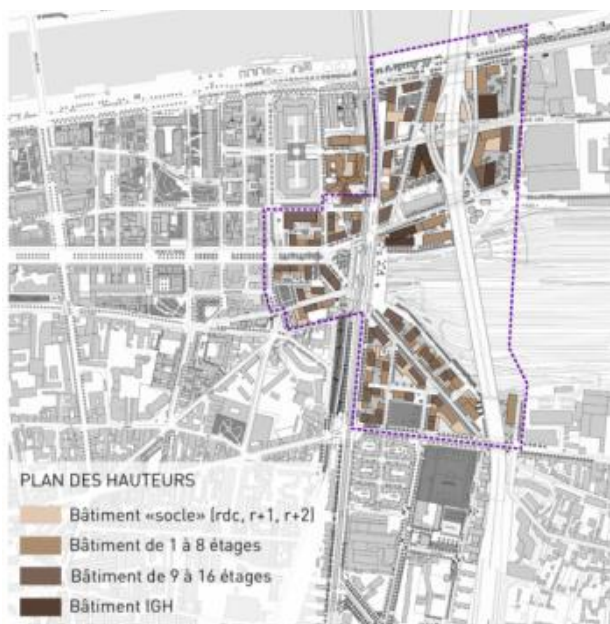 PLAN DES HAUTEURS
Bâtiment «socle» (rdc, r+1, r+2)
Bâtiment de 1 à 8 étages
Bâtiment de 9 à 16 étages
Bâtiment IGH